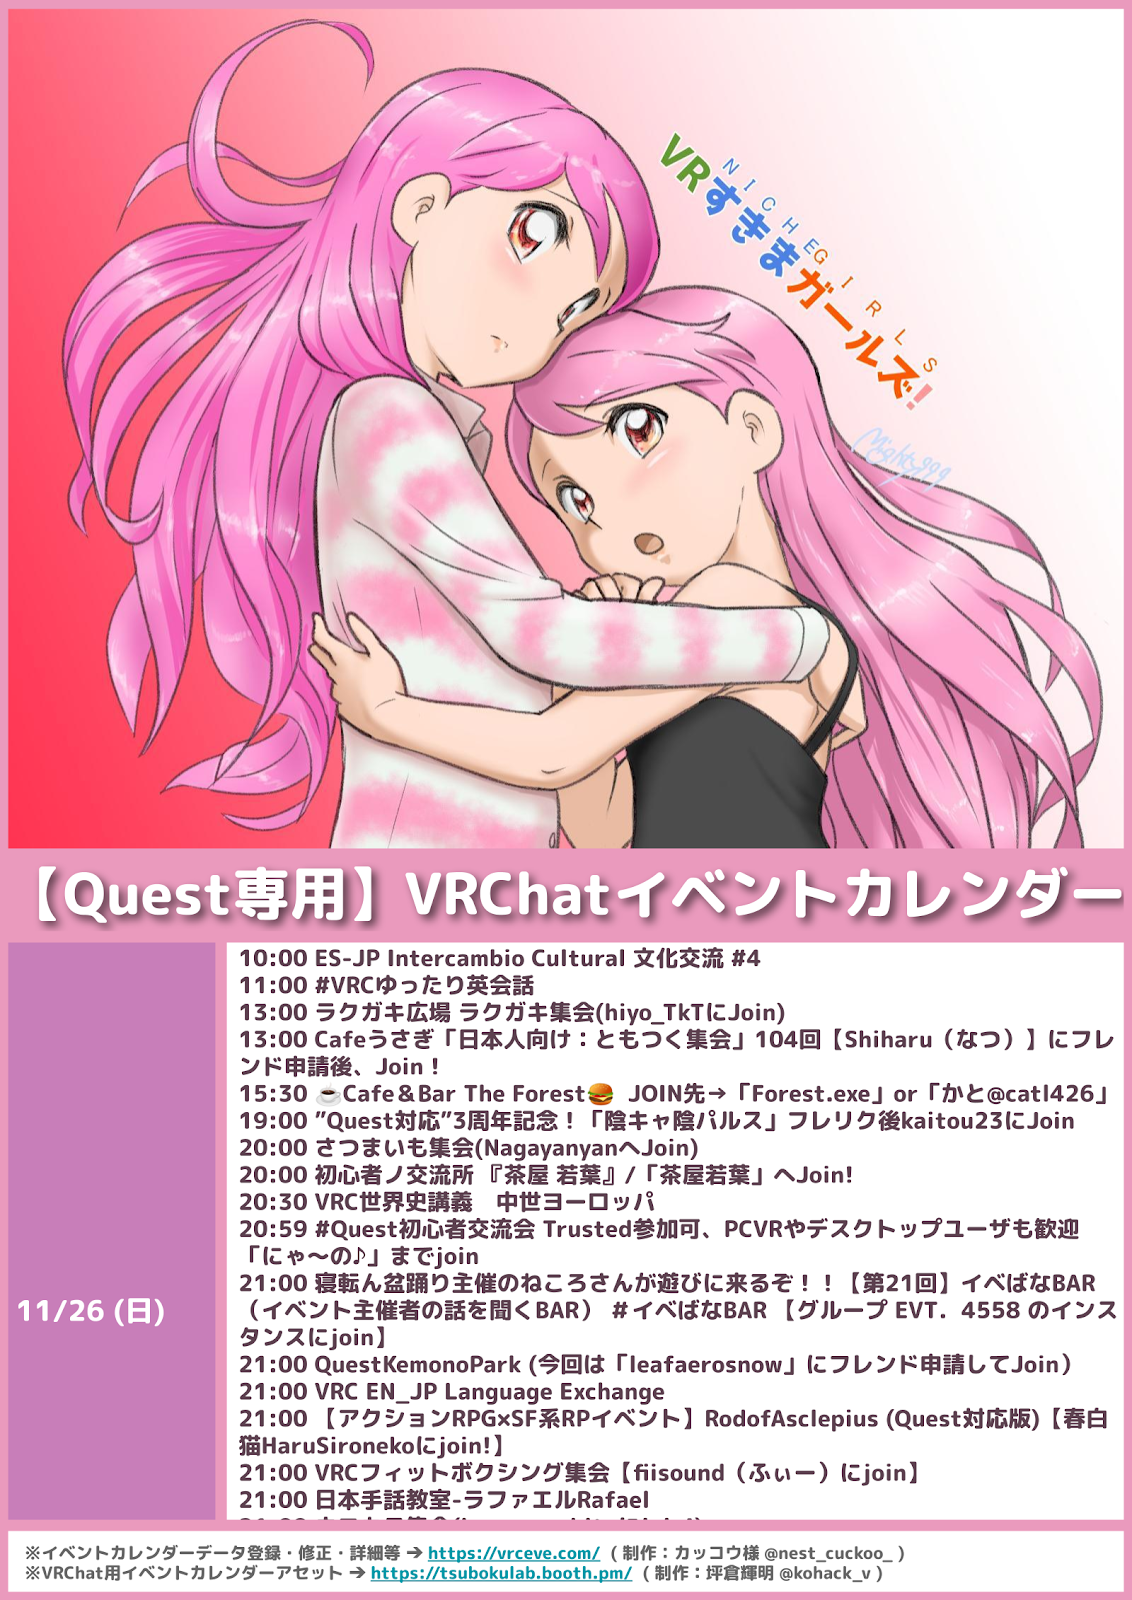 NICHE GIRLS
VRすきまガールズ!
Mighty999
【Quest専用】VRChatイベントカレンダー
11/26 (日)
10:00 ES-JP Intercambio Cultural 文化交流 #4
11:00 #VRCゆったり英会話
13:00 ラクガキ広場 ラクガキ集会(hiyo_TkTにJoin)
13:00 Cafeうさぎ「日本人向け：ともつく集会」104回【Shiharu（なつ）】にフレ
ンド申請後、Join！
15:30 ☕Cafe＆Bar The Forest🍔 JOIN先→「Forest.exe」or「かと@catl426」
19:00 ”Quest対応”3周年記念！「陰キャ陰パルス」フレリク後kaitou23にJoin
20:00 さつまいも集会(NagayanyanへJoin)
20:00 初心者ノ交流所 『茶屋 若葉』/「茶屋若葉」へJoin!
20:30 VRC世界史講義　中世ヨーロッパ
20:59 #Quest初心者交流会 Trusted参加可、PCVRやデスクトップユーザも歓迎
「にゃ〜の♪」までjoin
21:00 寝転ん盆踊り主催のねころさんが遊びに来るぞ！！【第21回】イベばなBAR
（イベント主催者の話を聞くBAR） ＃イベばなBAR 【グループ EVT．4558 のインス
タンスにjoin】
21:00 QuestKemonoPark (今回は「leafaerosnow」にフレンド申請してJoin）
21:00 VRC EN_JP Language Exchange
21:00 【アクションRPG×SF系RPイベント】RodofAsclepius (Quest対応版)【春白
猫HaruSironekoにjoin!】
21:00 VRCフィットボクシング集会【fiisound（ふぃー）にjoin】
21:00 日本手話教室-ラファエルRafael
※イベントカレンダーデータ登録・修正・詳細等 ➔ https://vrceve.com/ （制作：カッコウ様 @nest_cuckoo_ ）
※VRChat用イベントカレンダーアセット ➔ https://tsubokulab.booth.pm/ （制作：坪倉輝明 @kohack_v ）